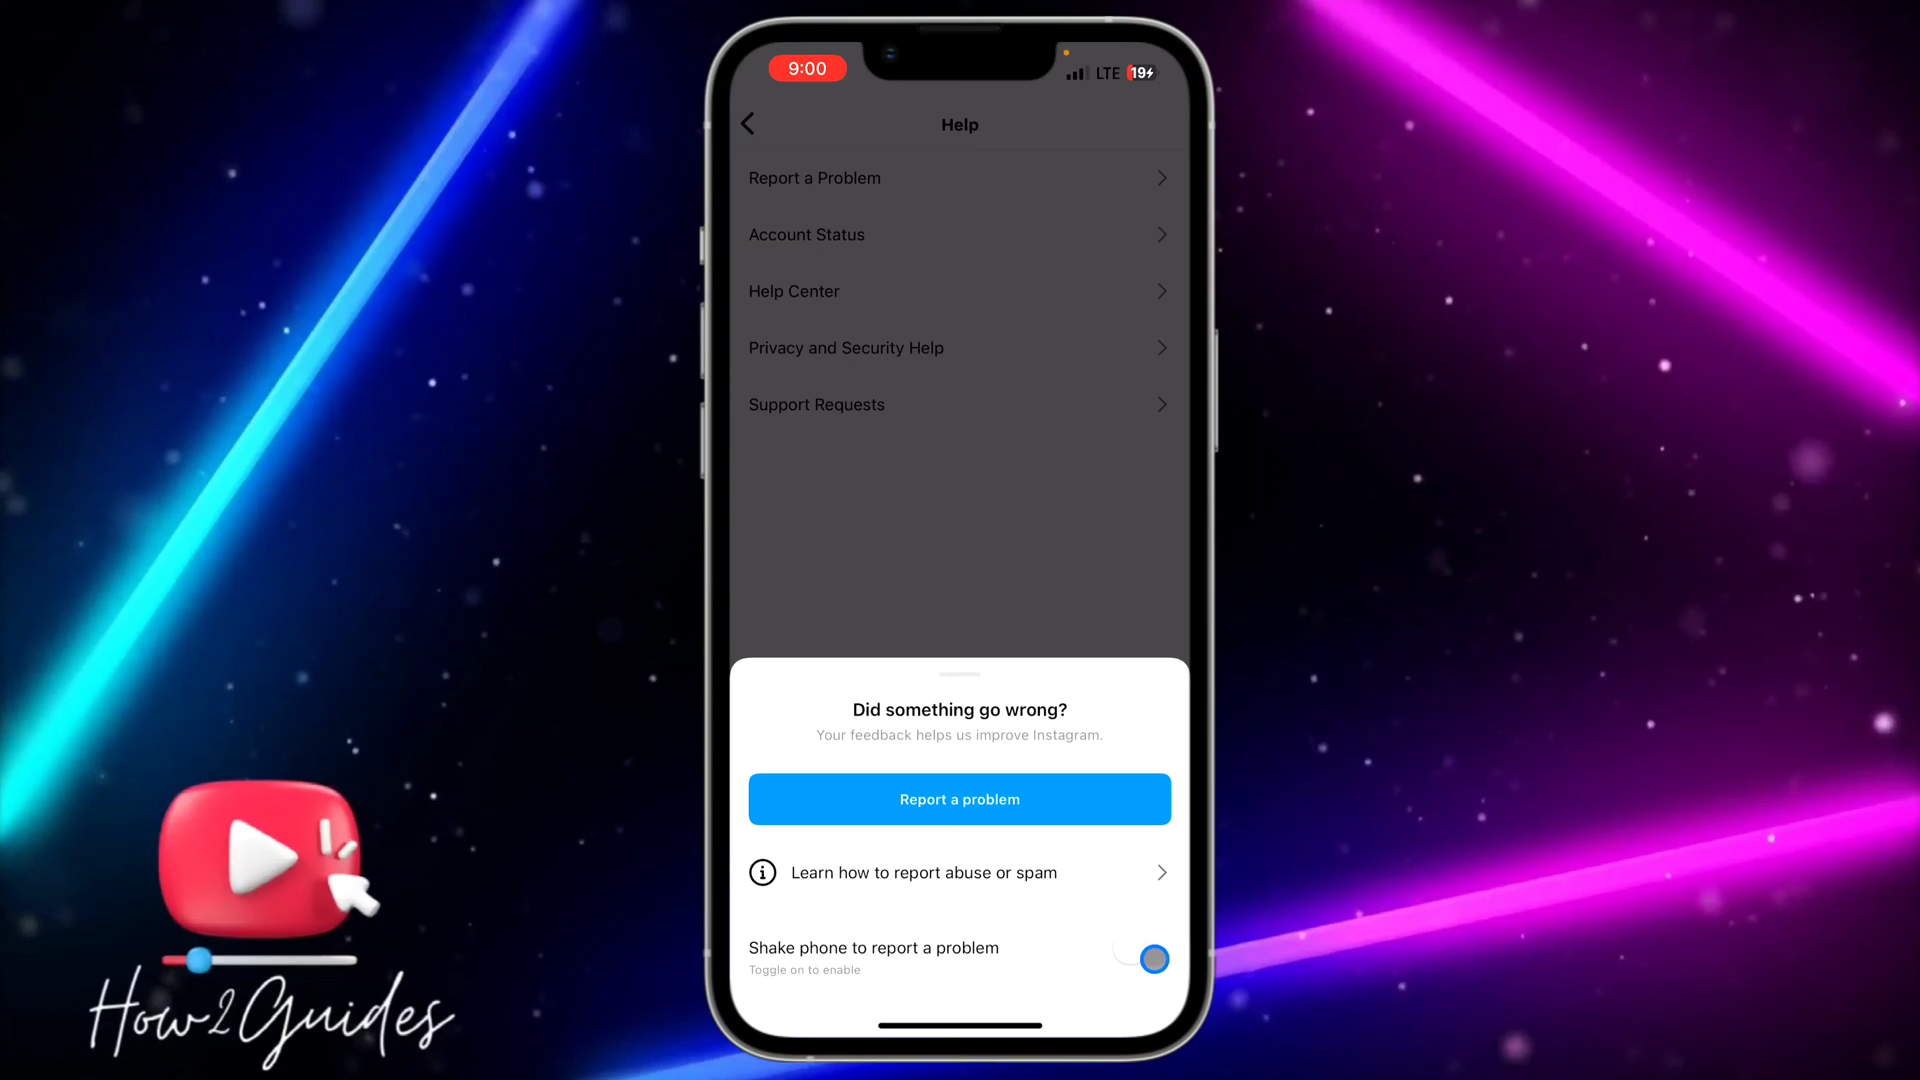 9:00
LTE 19
Help
Report a Problem
Account Status
Help Center
Privacy and Security Help
Support Requests
Did something go wrong?
Your feedback helps us improve Instagram.
Report a problem
Learn how to report abuse or spam
Shake phone to report a problem
Toggle on to enable
How2Guides